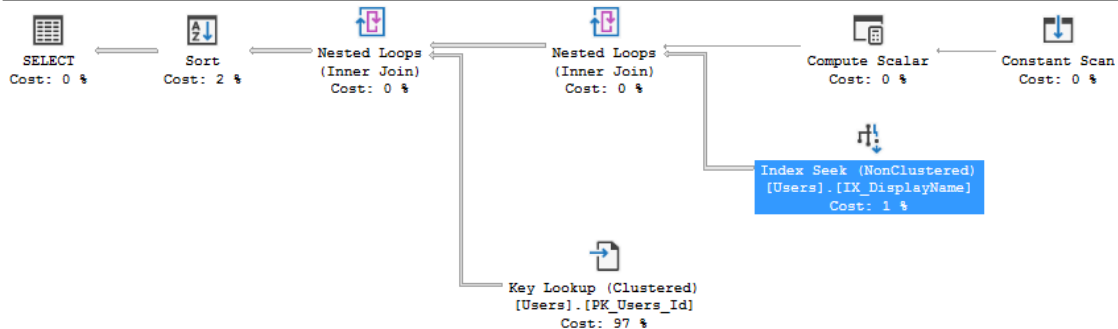 SELECT
Cost: 0 %
Sort
Cost: 2 %
Nested Loops
(Inner Join)
Cost: 0 %
Nested Loops
(Inner Join)
Cost: 0 %
Compute Scalar
Cost: 0 %
Constant Scan
Cost: 0 %
Index Seek (NonClustered)
[Users].[IX_DisplayName]
Cost: 1 %
Key Lookup (Clustered)
[Users].[PK_Users_Id]
Cost: 97 %